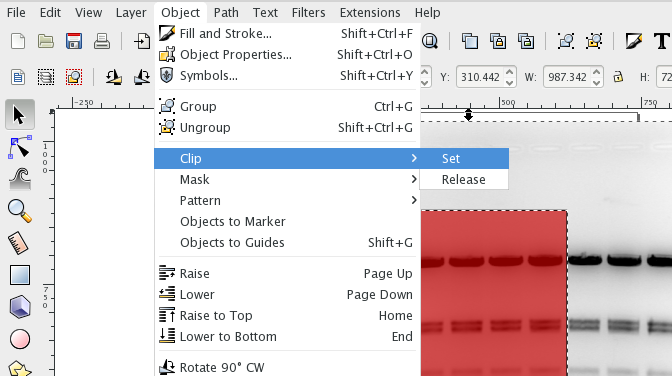 File Edit View Layer Object Path Text Filters Extensions Help
Fill and Stroke... Shift+Ctrl+F
Object Properties... Shift+Ctrl+O
Y: 310.442 W: 987.342 H: 72
Symbols... Shift+Ctrl+Y
-250 500 750
Group Ctrl+G
Ungroup Shift+Ctrl+G
1000
Clip Set
Mask Release
Pattern
Objects to Marker
Objects to Guides Shift+G
Raise Page Up
750
Lower Page Down
Raise to Top Home
Lower to Bottom End
Rotate 90° CW